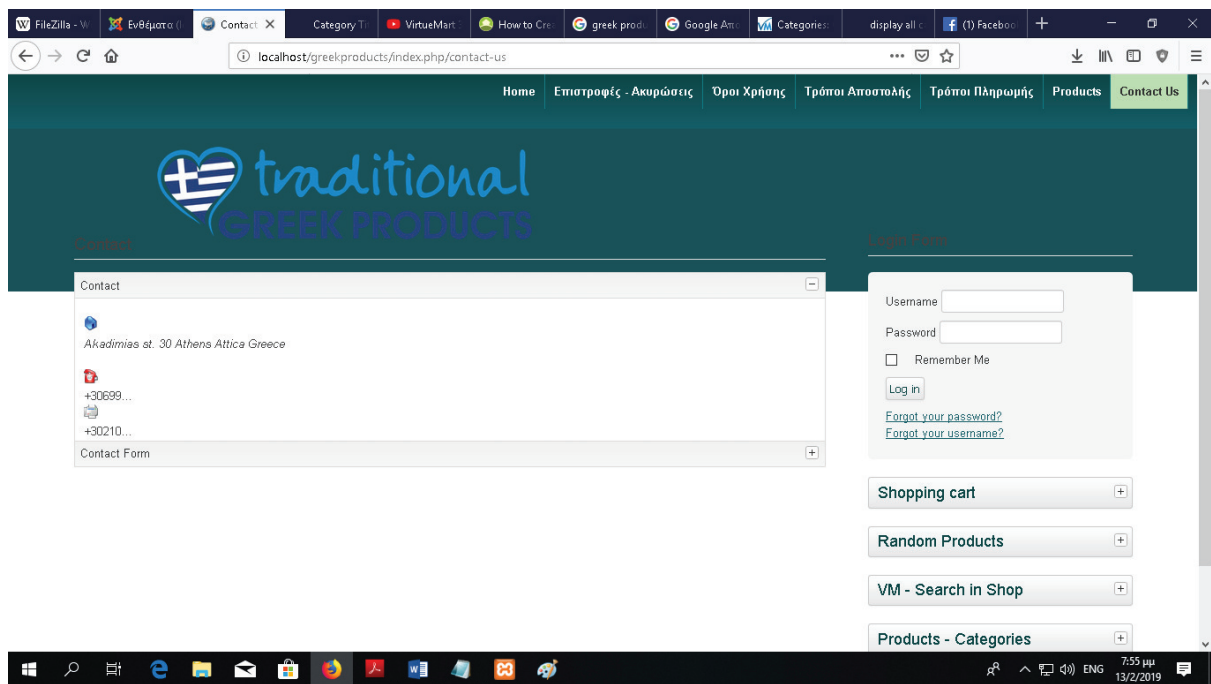 FileZilla - W
Ενθέματα (
Contact
Category Ti
VirtueMart
How to Cre
greek produ
Google Απο
Categories:
display all c
(1) Faceboo
localhost/greekproducts/index.php/contact-us
Home Επιστροφές - Ακυρώσεις Όροι Χρήσης Τρόποι Αποστολής Τρόποι Πληρωμής Products Contact Us
traditional
GREEK PRODUCTS
Contact
Contact
Akadimias st. 30 Athens Attica Greece
+30699...
+30210...
Contact Form
Login Form
Username
Password
Remember Me
Log in
Forgot your password?
Forgot your username?
Shopping cart
Random Products
VM - Search in Shop
Products - Categories
ENG
7:55 μμ
13/2/2019